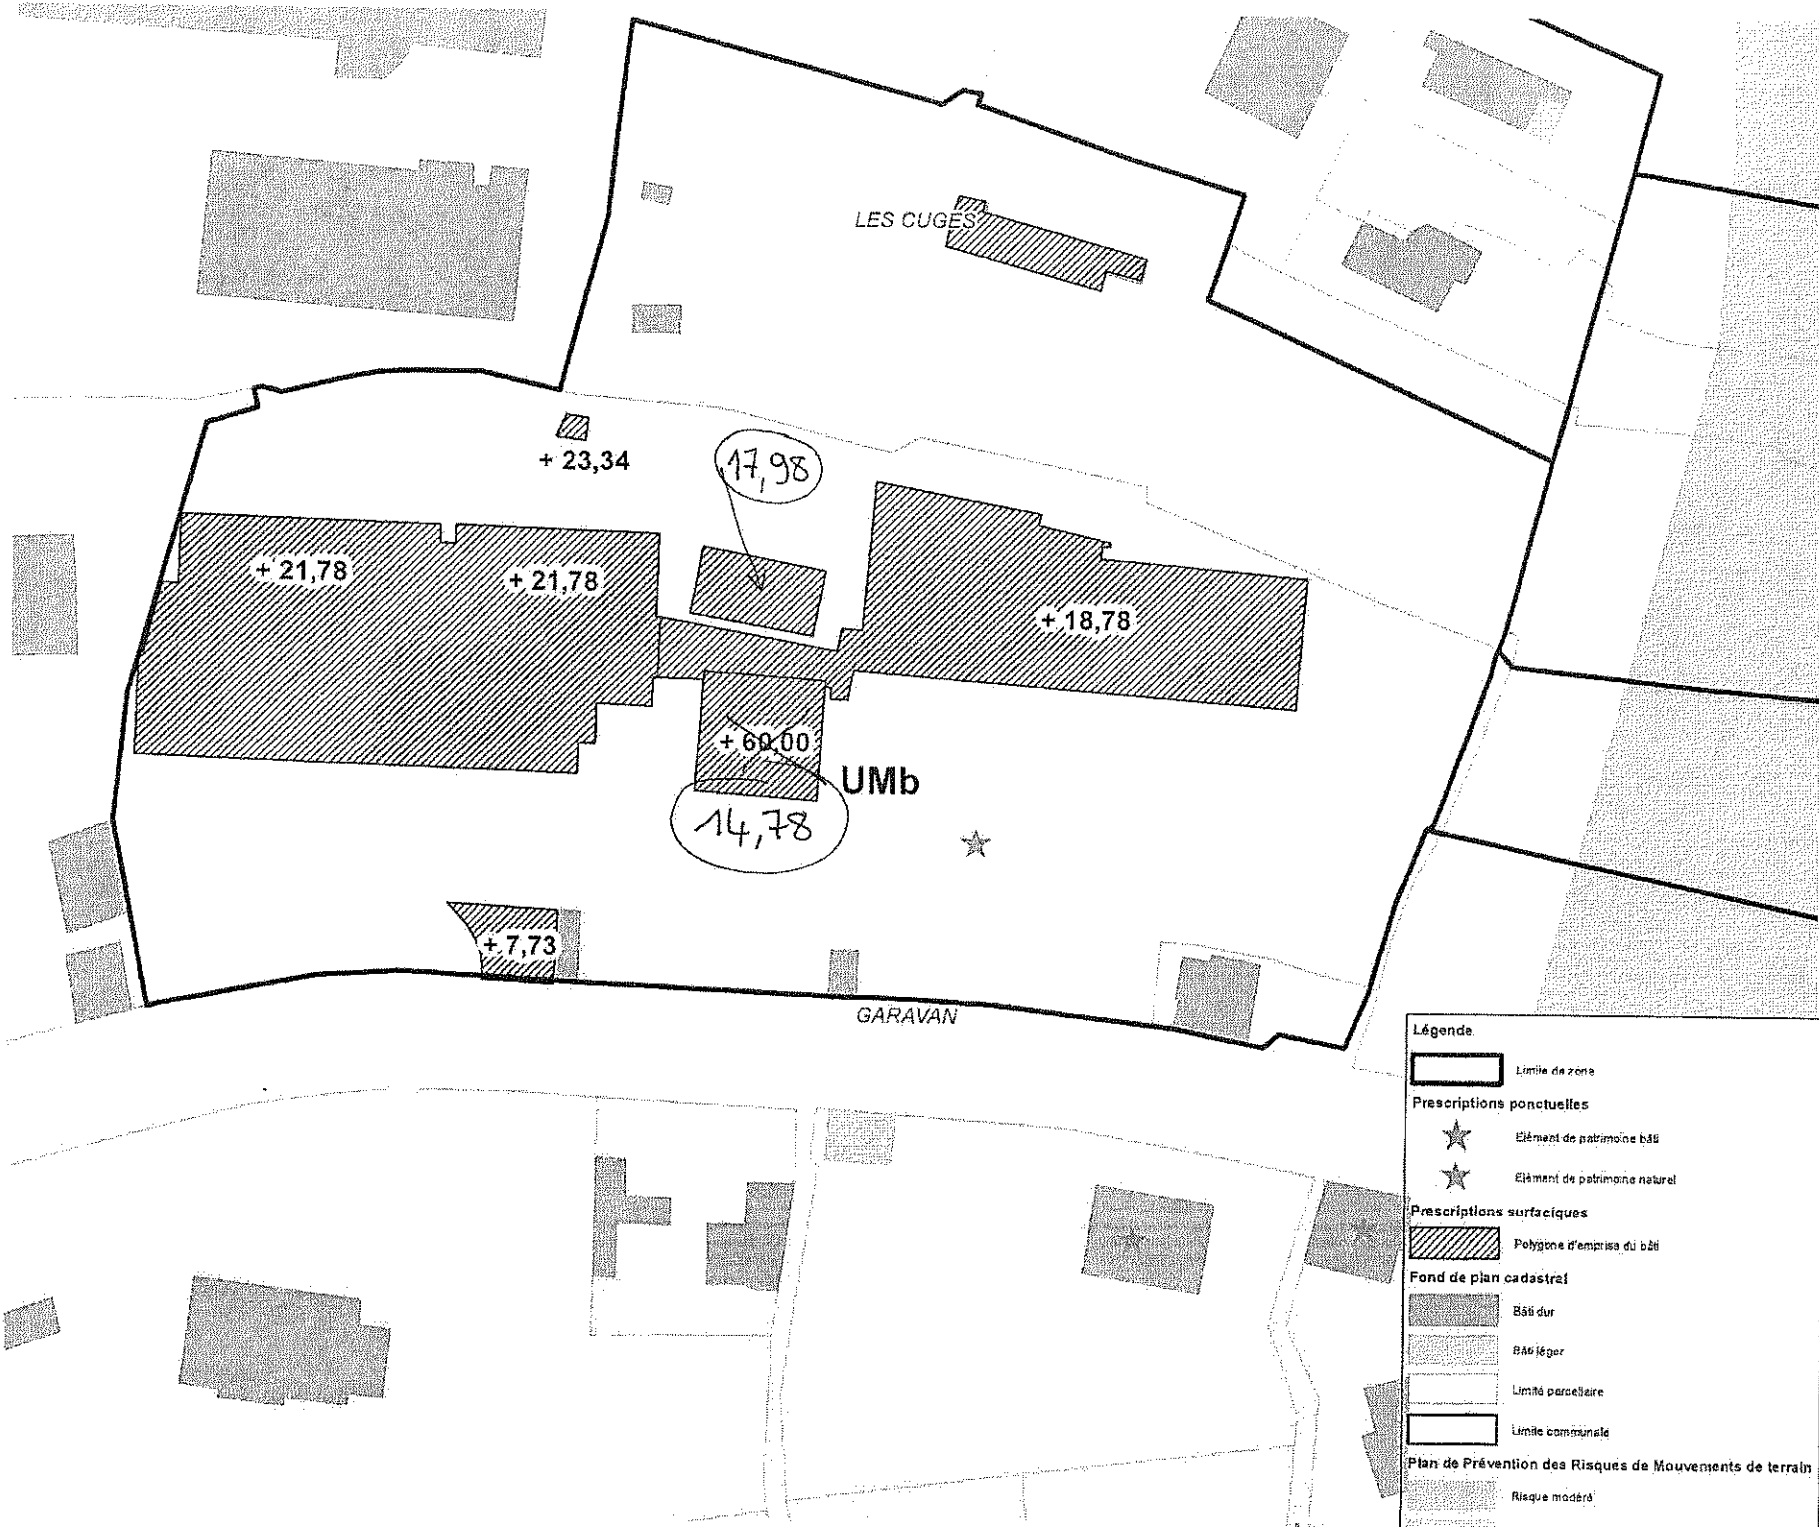 LES CUGES
+ 23,34
17,98
+ 21,78
+ 21,78
+ 18,78
+ 60,00
UMb
14,78
+ 7,73
GARAVAN
Légende
Limite de zone
Prescriptions ponctuelles
Elément de patrimoine bâti
Elément de patrimoine naturel
Prescriptions surfaciques
Polygone d'emprise du bâti
Fond de plan cadastral
Bâti dur
Bâti léger
Limite parcellaire
Limite communale
Plan de Prévention des Risques de Mouvements de terrain
Risque modéré